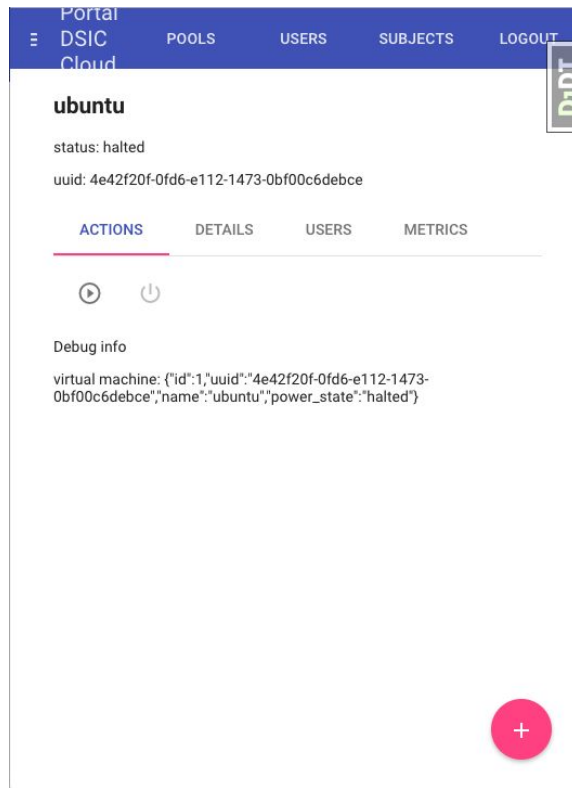 Portal
DSIC
Cloud
POOLS USERS SUBJECTS LOGOUT
ubuntu
status: halted
uuid: 4e42f20f-0fd6-e112-1473-0bf00c6debce
ACTIONS DETAILS USERS METRICS
Debug info
virtual machine: {"id":1,"uuid":"4e42f20f-0fd6-e112-1473-
0bf00c6debce","name":"ubuntu","power_state":"halted"}
+